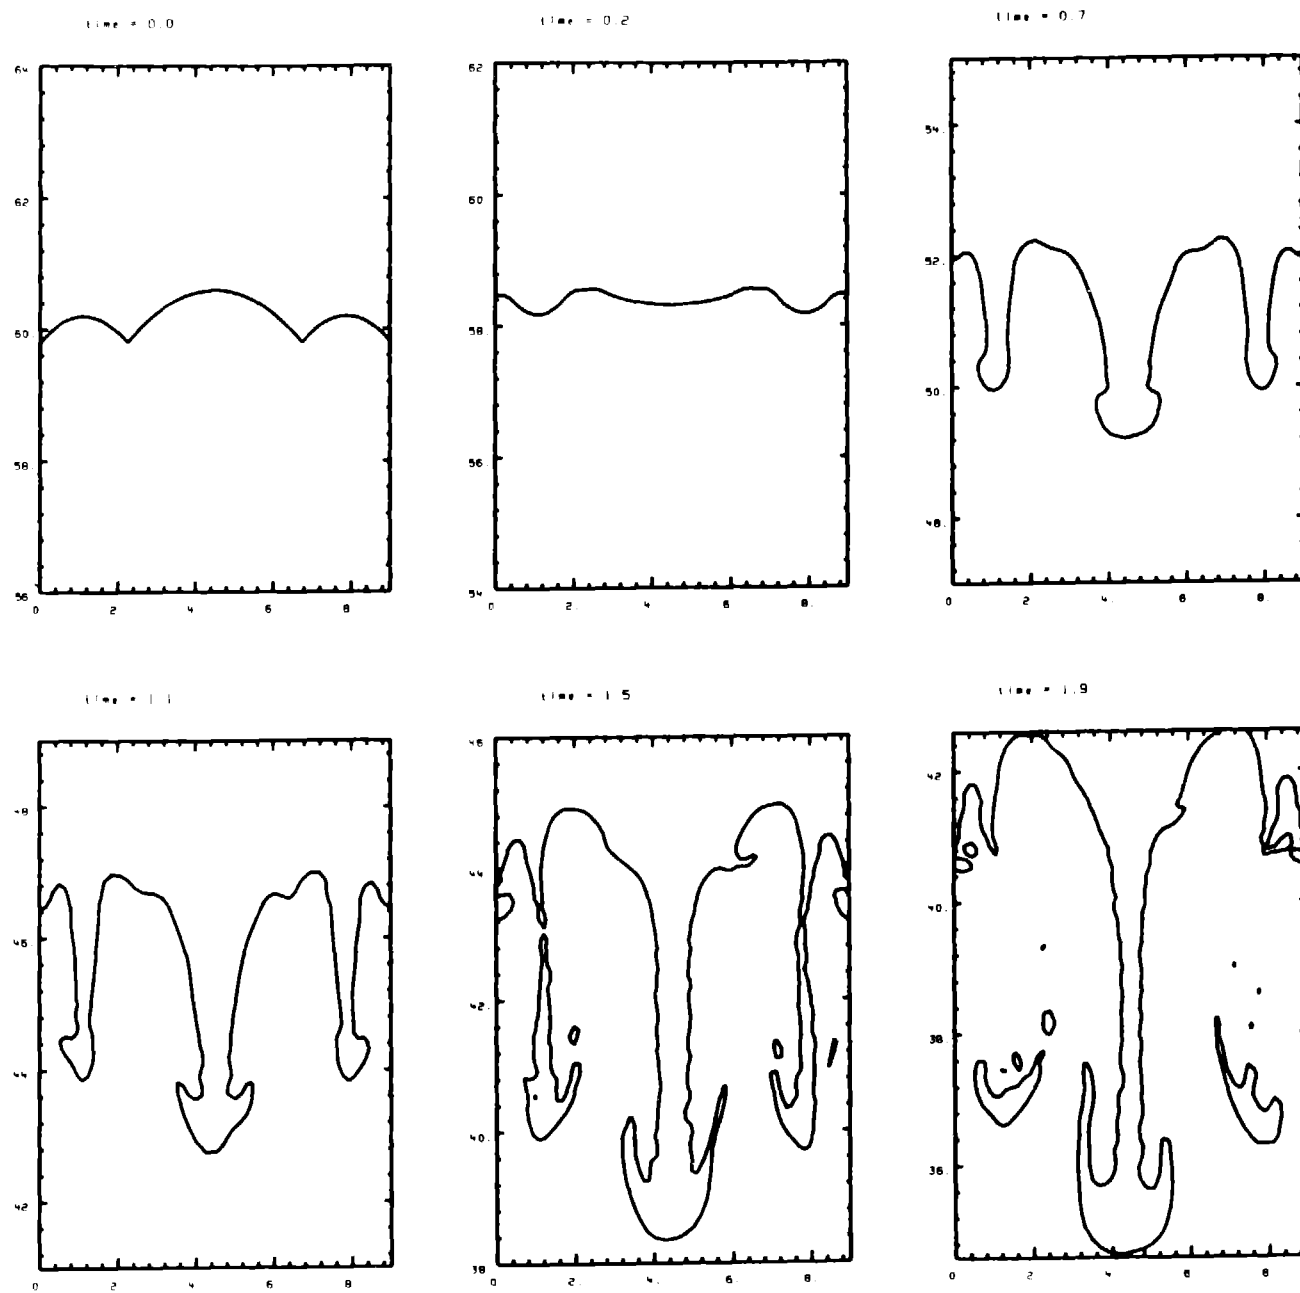 time = 0.0
time = 0.2
time = 0.7
64
62
60.
58.
56
0 2 4 6 8
62
60
58
56
54
0 2. 4. 6 8.
54.
52.
50.
48.
0 2. 4. 6 8.
time = 1.1
time = 1.5
time = 1.9
48
46
44
42
0 2 4 6 8
46
44
42.
40.
38
0 2. 4. 6 8.
42.
40.
38
36.
0 2. 4. 6 8.